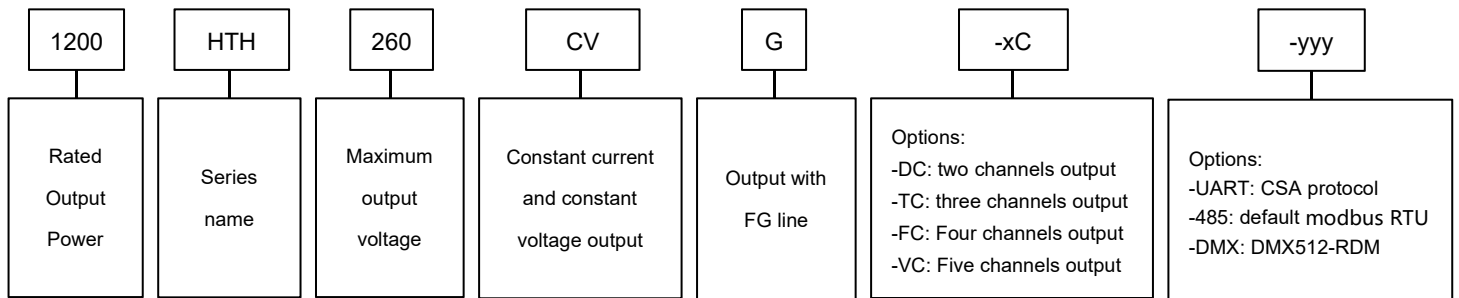 1200
HTH
260
CV
G
-xC
-yyy
Rated
Output
Power
Series
name
Maximum
output
voltage
Constant current
and constant
voltage output
Output with
FG line
Options:
-DC: two channels output
-TC: three channels output
-FC: Four channels output
-VC: Five channels output
Options:
-UART: CSA protocol
-485: default modbus RTU
-DMX: DMX512-RDM